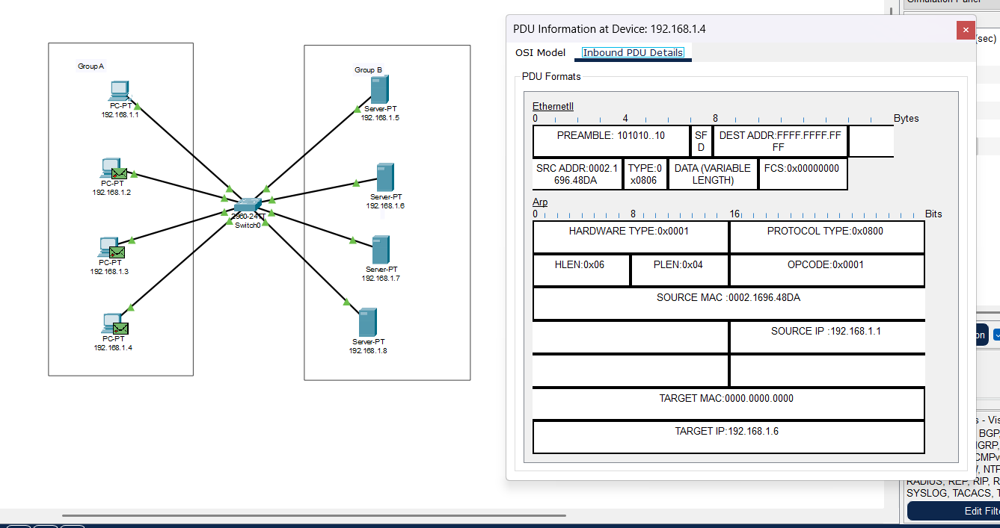 Group A
PC-PT
192.168.1.1
PC-PT
192.168.1.2
PC-PT
192.168.1.3
PC-PT
192.168.1.4
2960-24TT
Switch0
Group B
Server-PT
192.168.1.5
Server-PT
192.168.1.6
Server-PT
192.168.1.7
Server-PT
192.168.1.8
PDU Information at Device: 192.168.1.4
OSI Model
Inbound PDU Details
PDU Formats
EthernetII
0 4 8 Bytes
PREAMBLE: 101010..10
SF
D
DEST ADDR:FFFF.FFFF.FF
FF
SRC ADDR:0002.1
696.48DA
TYPE:0
x0806
DATA (VARIABLE
LENGTH)
FCS:0x00000000
Arp
0 8 16 Bits
HARDWARE TYPE:0x0001
PROTOCOL TYPE:0x0800
HLEN:0x06
PLEN:0x04
OPCODE:0x0001
SOURCE MAC :0002.1696.48DA
SOURCE IP :192.168.1.1
TARGET MAC:0000.0000.0000
TARGET IP:192.168.1.6
(sec)
on
BGP,
NTP
RADIUS, REP, RIP,
SYSLOG, TACACS,
Edit Filt